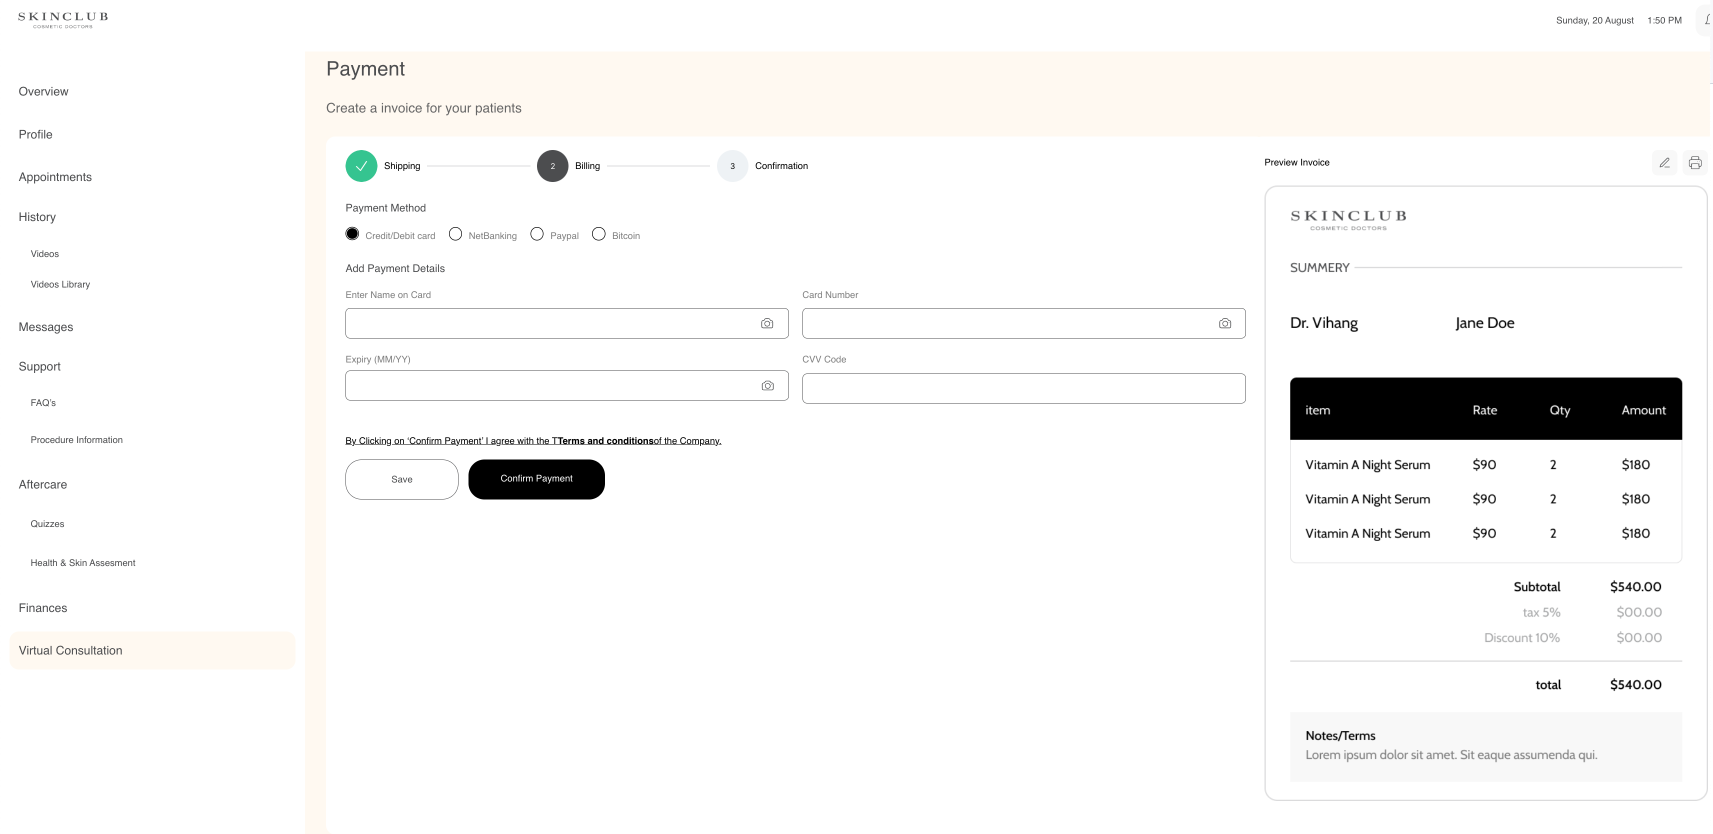 SKINCLUB
COSMETIC DOCTORS
Sunday, 20 August 1:50 PM
Overview
Profile
Appointments
History
Videos
Videos Library
Messages
Support
FAQ's
Procedure Information
Aftercare
Quizzes
Health & Skin Assesment
Finances
Virtual Consultation
Payment
Create a invoice for your patients
Shipping 2 Billing 3 Confirmation
Payment Method
Credit/Debit card NetBanking Paypal Bitcoin
Add Payment Details
Enter Name on Card Card Number
Expiry (MM/YY) CVV Code
By Clicking on 'Confirm Payment' I agree with the TTerms and conditionsof the Company.
Save Confirm Payment
Preview Invoice
SKINCLUB
COSMETIC DOCTORS
SUMMERY
Dr. Vihang Jane Doe
item Rate Qty Amount
Vitamin A Night Serum $90 2 $180
Vitamin A Night Serum $90 2 $180
Vitamin A Night Serum $90 2 $180
Subtotal $540.00
tax 5% $00.00
Discount 10% $00.00
total $540.00
Notes/Terms
Lorem ipsum dolor sit amet. Sit eaque assumenda qui.